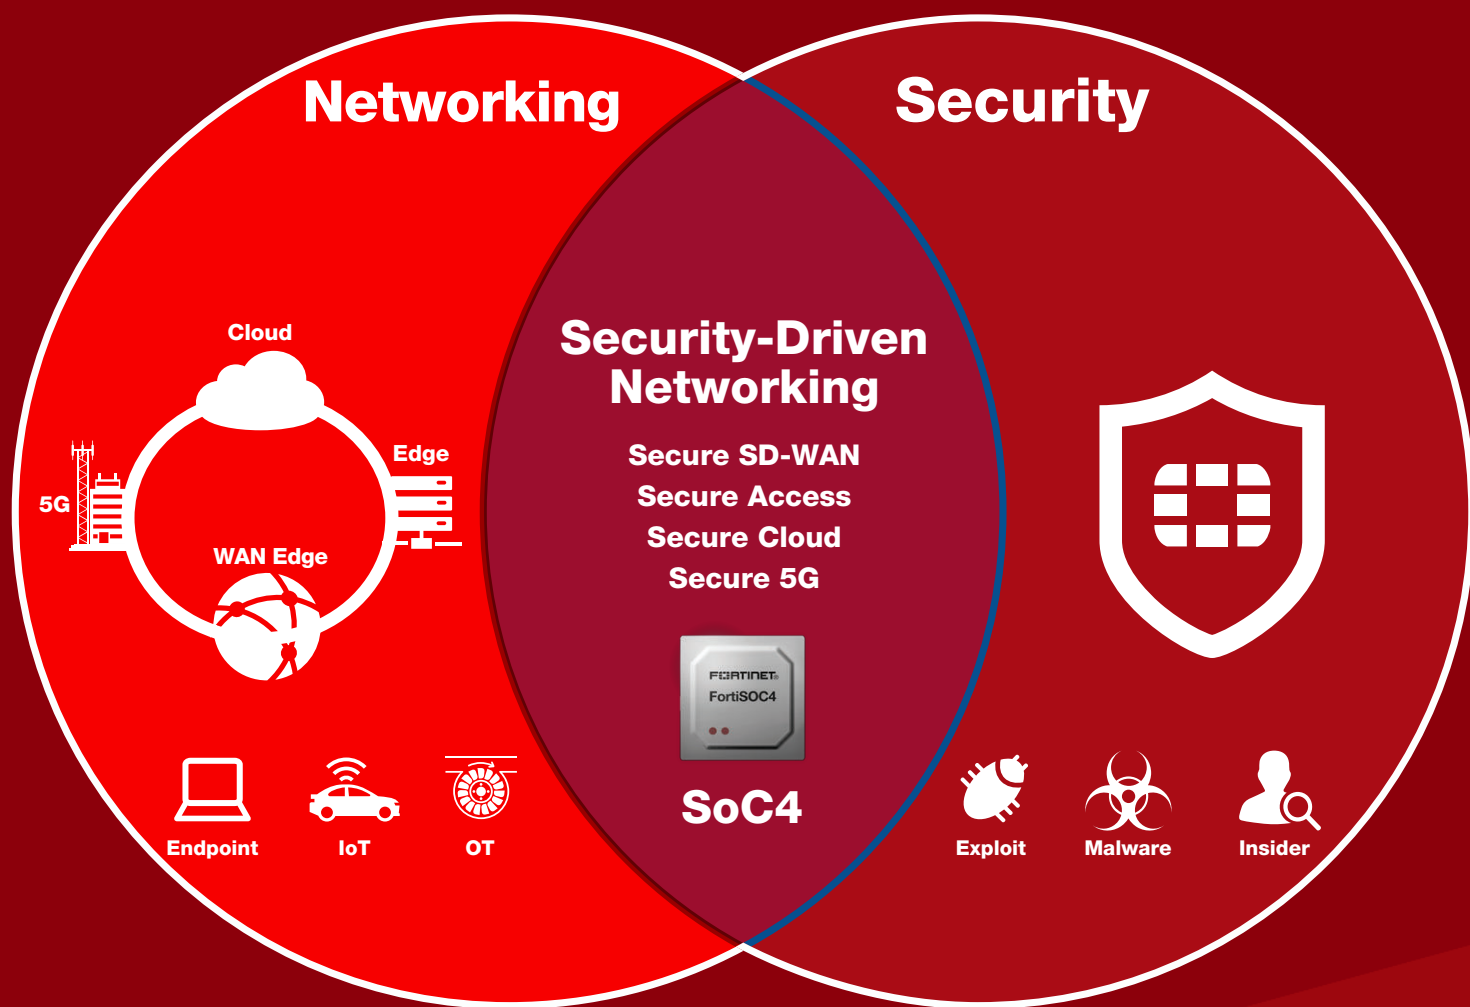 Networking
Security
Cloud
Edge
5G
WAN Edge
Endpoint
IoT
OT
Security-Driven
Networking
Secure SD-WAN
Secure Access
Secure Cloud
Secure 5G
FORTINET®
FortiSOC4
SoC4
Exploit
Malware
Insider